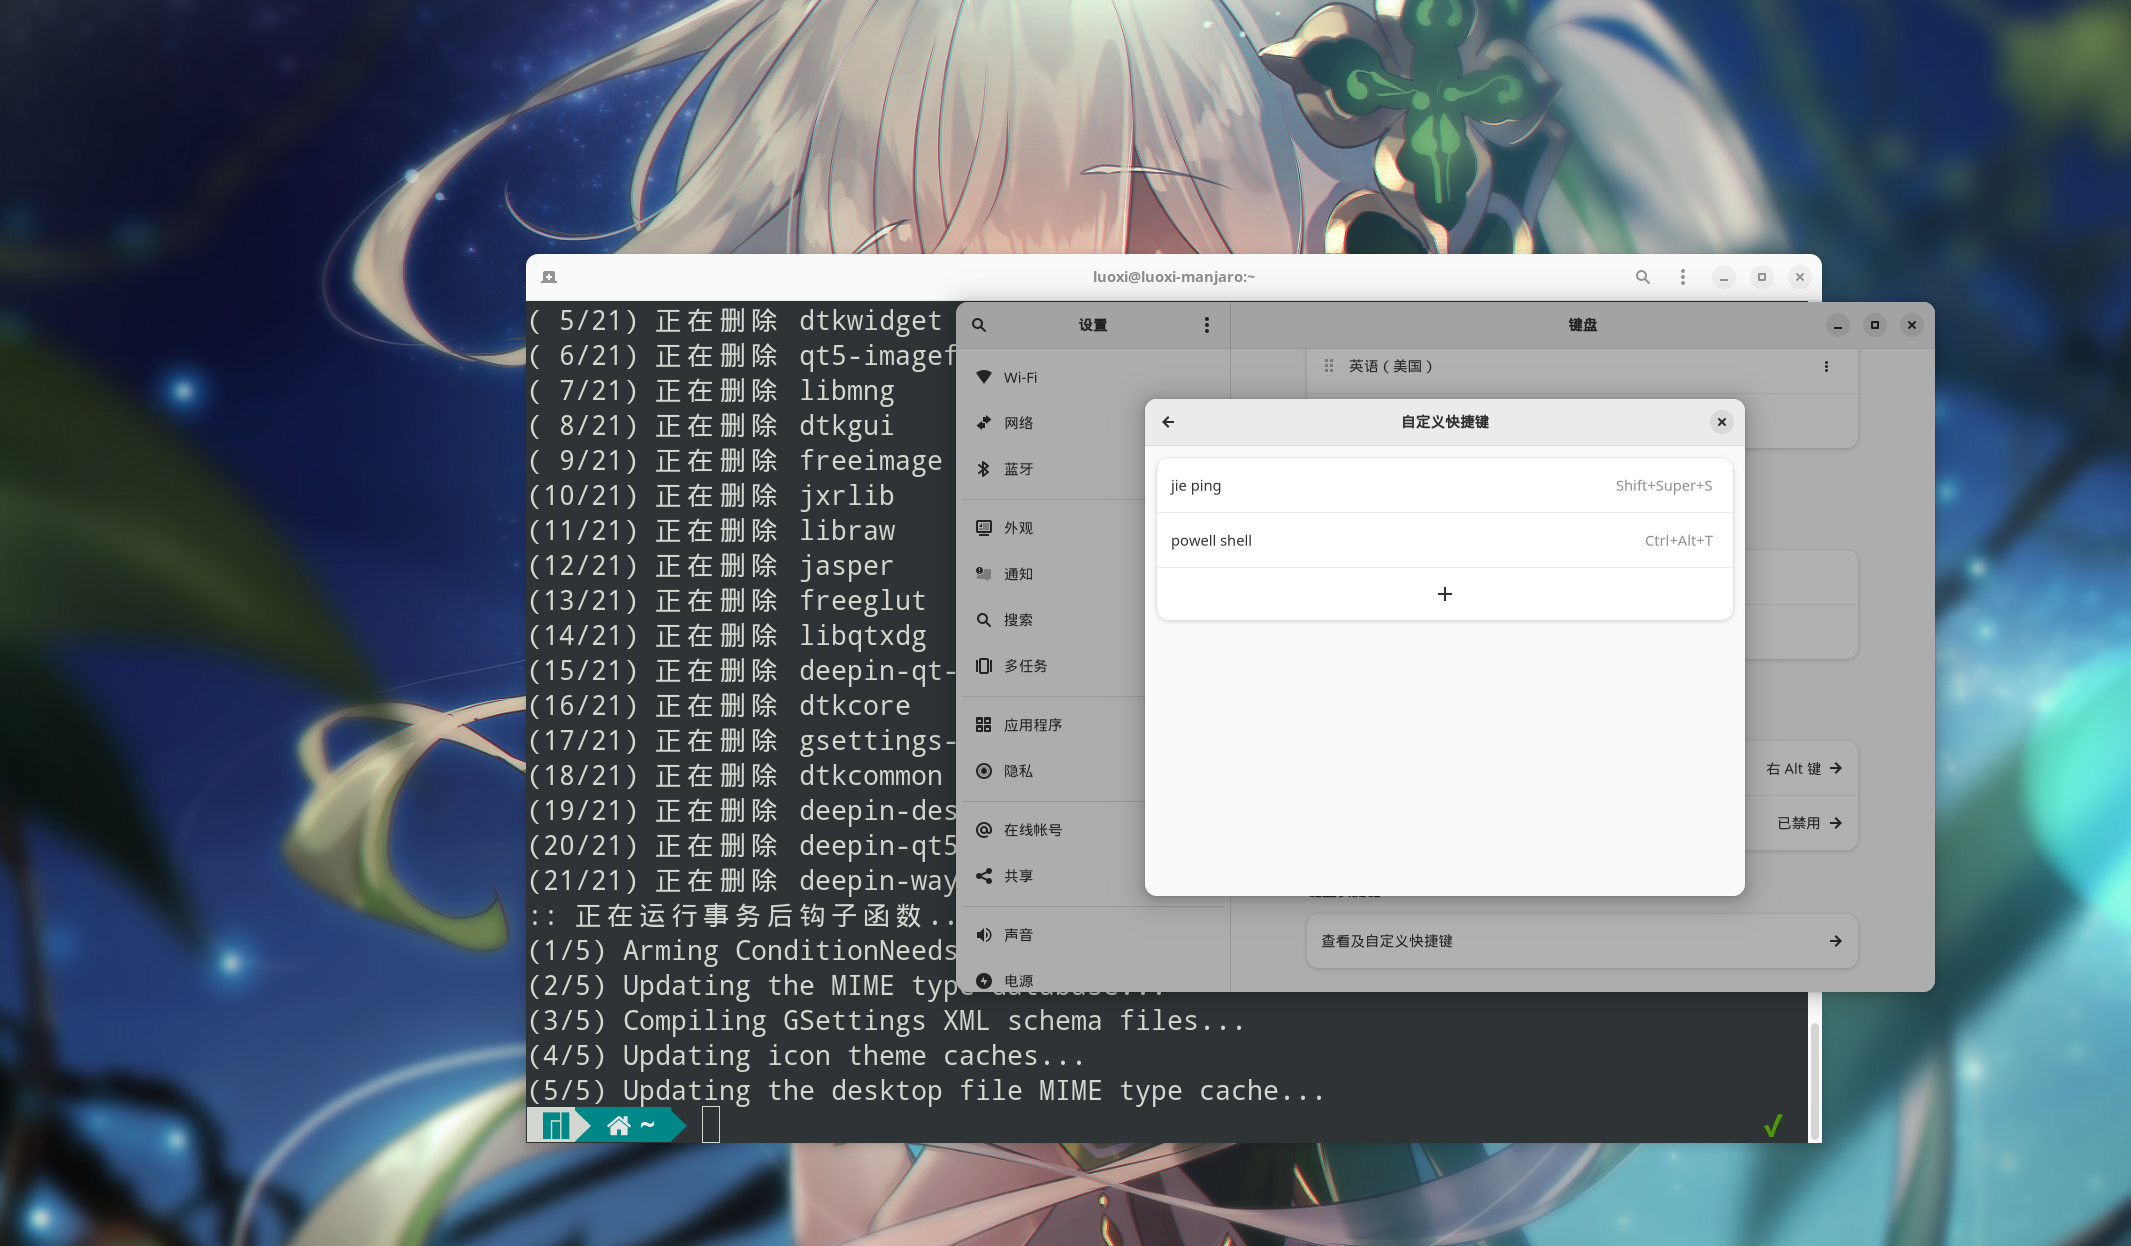 luoxi@luoxi-manjaro:~
( 5/21) 正在删除 dtkwidget
( 6/21) 正在删除 qt5-imagef
( 7/21) 正在删除 libmng
( 8/21) 正在删除 dtkgui
( 9/21) 正在删除 freeimage
(10/21) 正在删除 jxrlib
(11/21) 正在删除 libraw
(12/21) 正在删除 jasper
(13/21) 正在删除 freeglut
(14/21) 正在删除 libqtxdg
(15/21) 正在删除 deepin-qt-
(16/21) 正在删除 dtkcore
(17/21) 正在删除 gsettings-
(18/21) 正在删除 dtkcommon
(19/21) 正在删除 deepin-des
(20/21) 正在删除 deepin-qt5
(21/21) 正在删除 deepin-way
:: 正在运行事务后钩子函数..
(1/5) Arming ConditionNeeds
(2/5) Updating the MIME type database...
(3/5) Compiling GSettings XML schema files...
(4/5) Updating icon theme caches...
(5/5) Updating the desktop file MIME type cache...
~
设置
Wi-Fi
网络
蓝牙
外观
通知
搜索
多任务
应用程序
隐私
在线帐号
共享
声音
电源
键盘
英语（美国）
右 Alt 键
已禁用
查看及自定义快捷键
自定义快捷键
jie ping Shift+Super+S
powell shell Ctrl+Alt+T